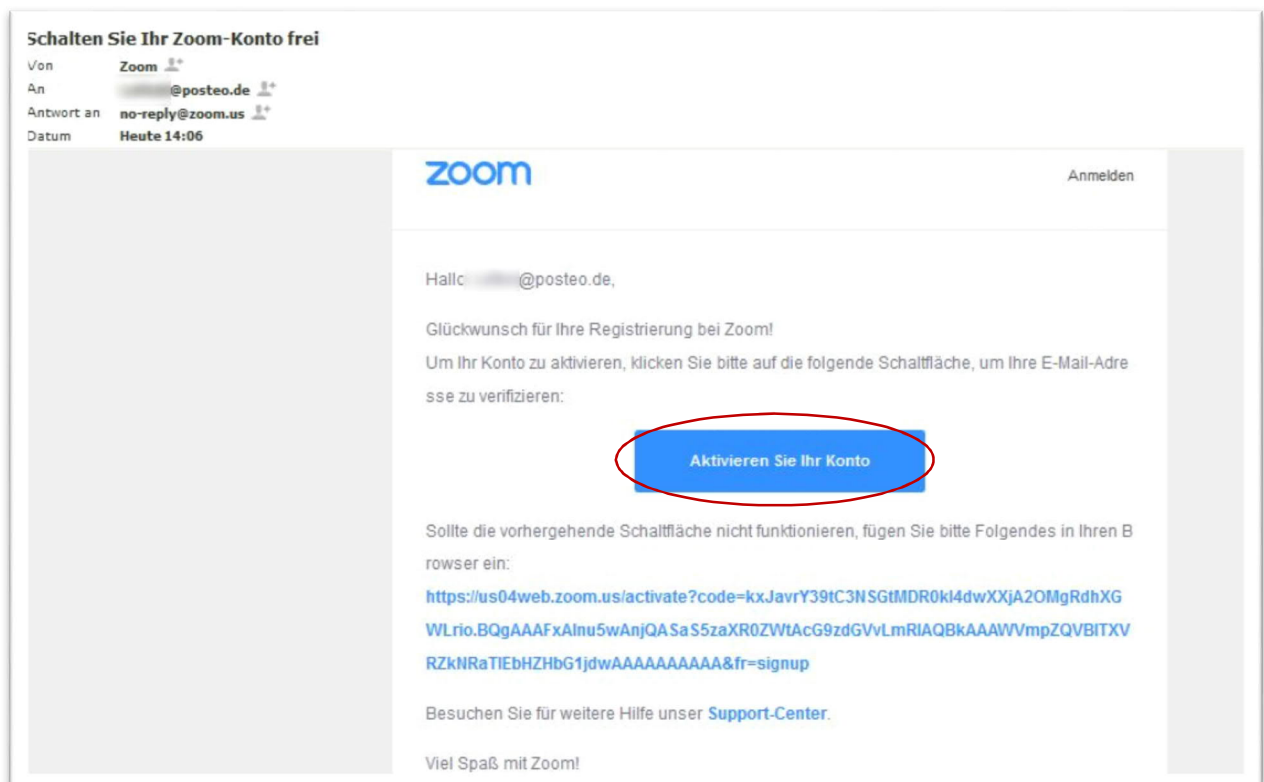 Schalten Sie Ihr Zoom-Konto frei
Von Zoom
An @posteo.de
Antwort an no-reply@zoom.us
Datum Heute 14:06
zoom
Anmelden
Hallo @posteo.de,
Glückwunsch für Ihre Registrierung bei Zoom!
Um Ihr Konto zu aktivieren, klicken Sie bitte auf die folgende Schaltfläche, um Ihre E-Mail-Adre
sse zu verifizieren:
Aktivieren Sie Ihr Konto
Sollte die vorhergehende Schaltfläche nicht funktionieren, fügen Sie bitte Folgendes in Ihren B
rowser ein:
https://us04web.zoom.us/activate?code=kxJavrY39tC3NSGtMDR0kI4dwXXjA2OMgRdhXG
WLrio.BQgAAAFxAlnu5wAnjQASaS5zaXR0ZWtAcG9zdGVvLmRlAQBkAAAWVmpZQVBITXV
RZkNRaTlEbHZHbG1jdwAAAAAAAAAA&fr=signup
Besuchen Sie für weitere Hilfe unser Support-Center.
Viel Spaß mit Zoom!